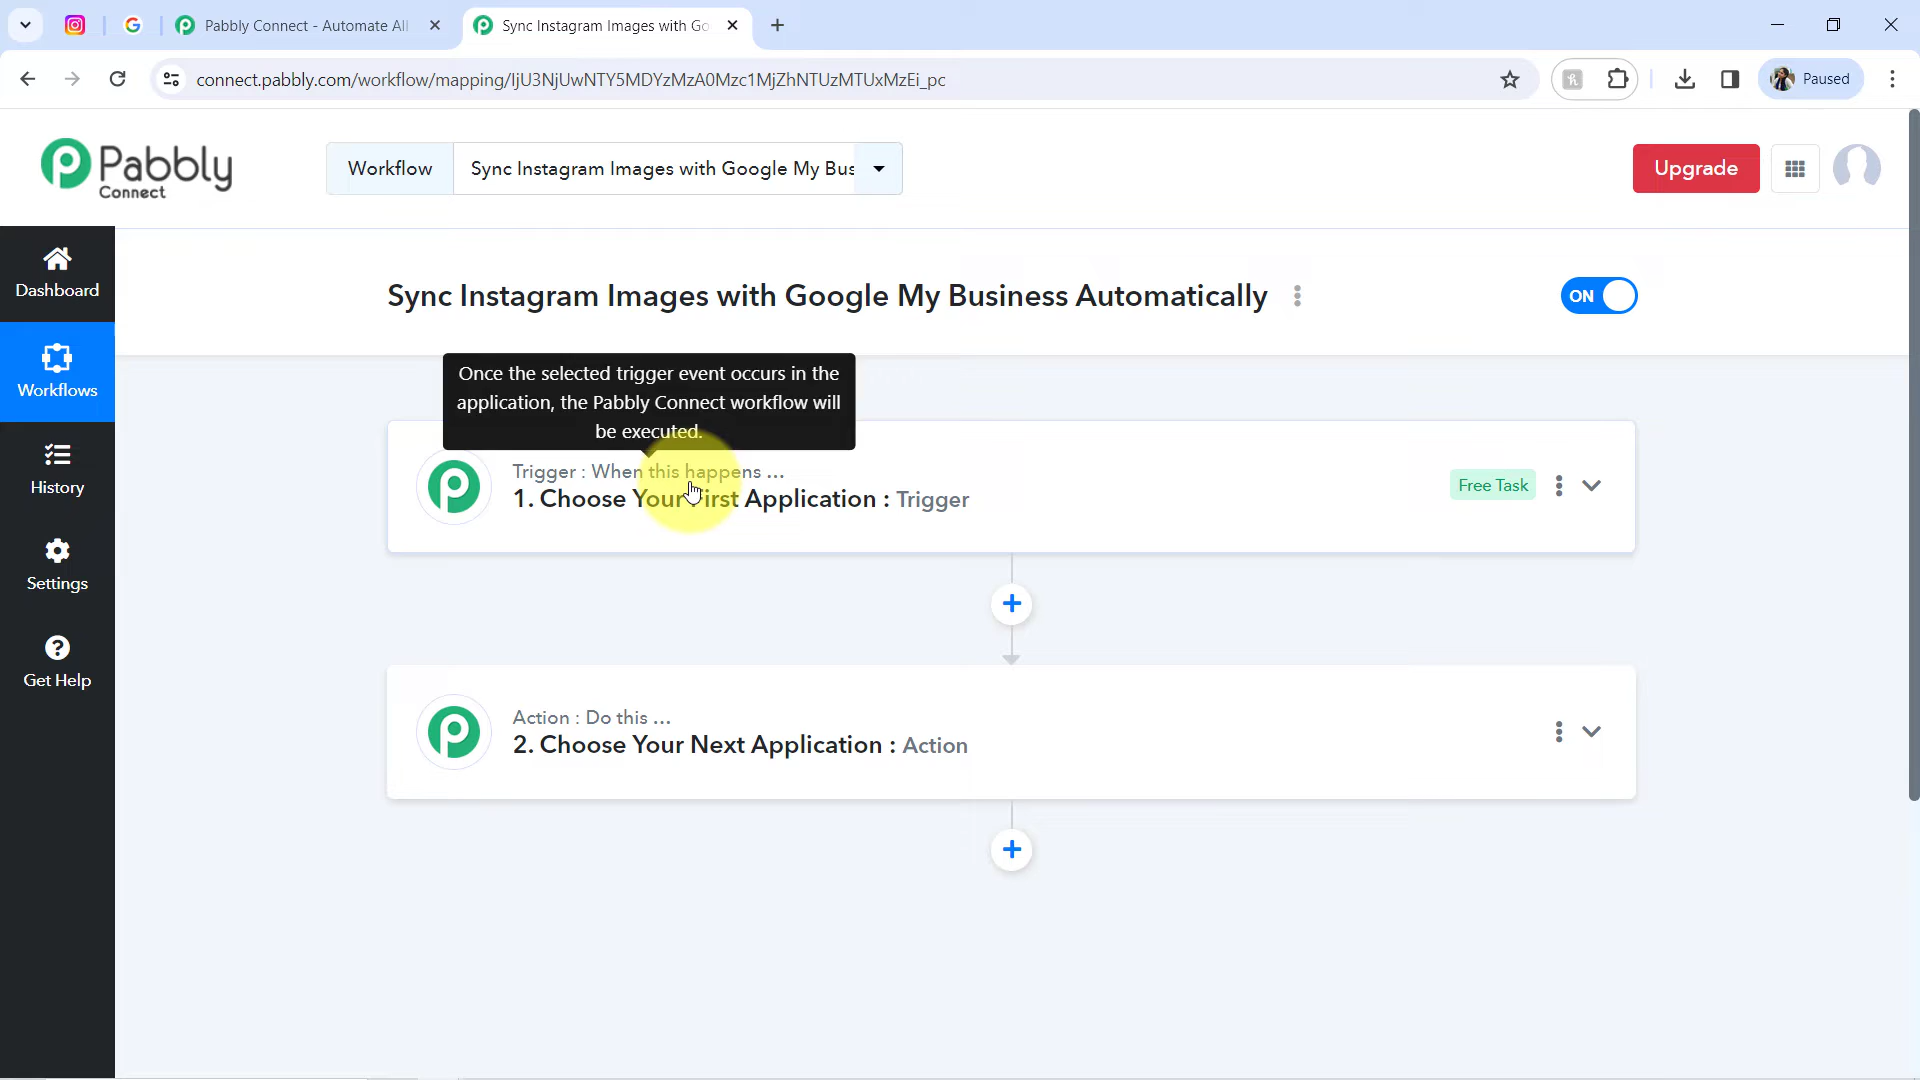 Pabbly Connect - Automate All
Sync Instagram Images with Go
connect.pabbly.com/workflow/mapping/IjU3NjUwNTY5MDYzMzA0Mzc1MjZhNTUzMTUxMzEi_pc
Paused
Pabbly
Connect
Workflow
Sync Instagram Images with Google My Bus
Upgrade
Dashboard
Workflows
History
Settings
Get Help
Sync Instagram Images with Google My Business Automatically
ON
Once the selected trigger event occurs in the
application, the Pabbly Connect workflow will
be executed.
Trigger : When this happens ...
1. Choose Your First Application : Trigger
Free Task
Action : Do this ...
2. Choose Your Next Application : Action